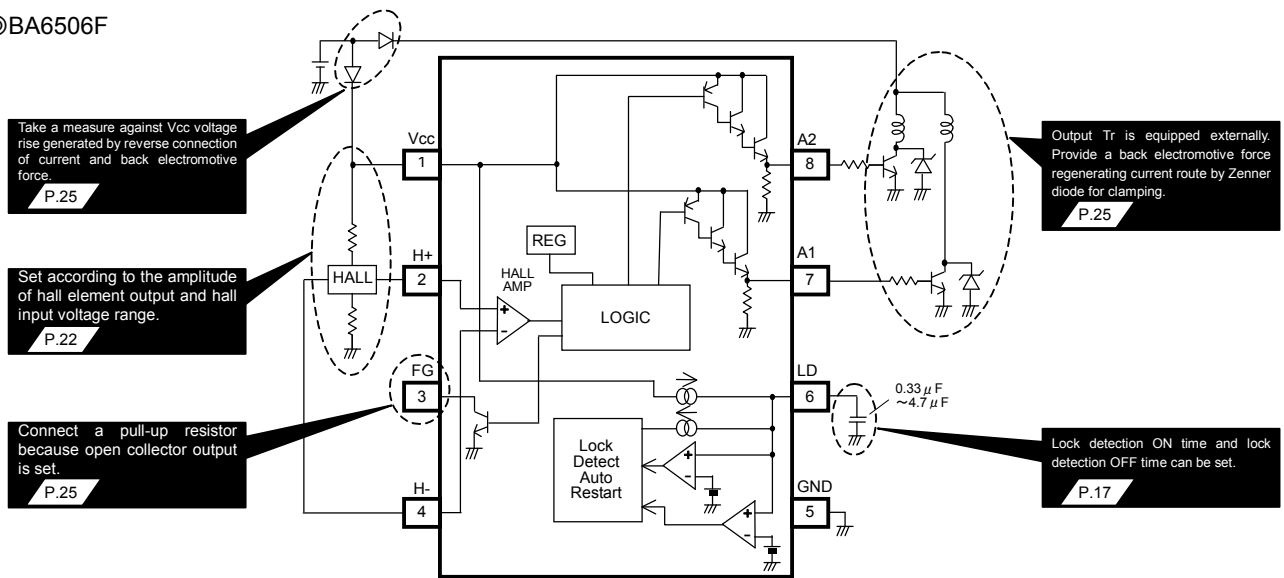 ◎BA6506F
Take a measure against Vcc voltage
rise generated by reverse connection
of current and back electromotive
force.
P.25
Set according to the amplitude
of hall element output and hall
input voltage range.
P.22
Connect a pull-up resistor
because open collector output
is set.
P.25
HALL
Vcc
1
H+
2
FG
3
H-
4
REG
HALL
AMP
LOGIC
Lock
Detect
Auto
Restart
A2
8
A1
7
LD
6
GND
5
0.33 μF
~4.7 μF
Output Tr is equipped externally.
Provide a back electromotive force
regenerating current route by Zenner
diode for clamping.
P.25
Lock detection ON time and lock
detection OFF time can be set.
P.17